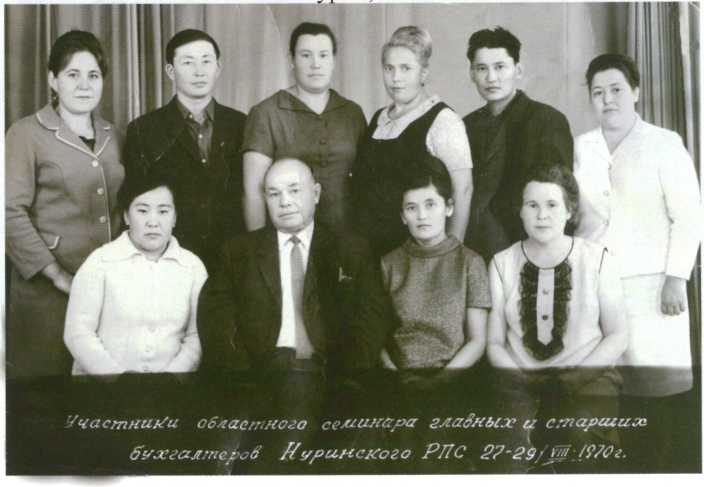 Участники областного семинара главных и старших
бухгалтеров Нуринского РПС 27-29/VIII-1970г.